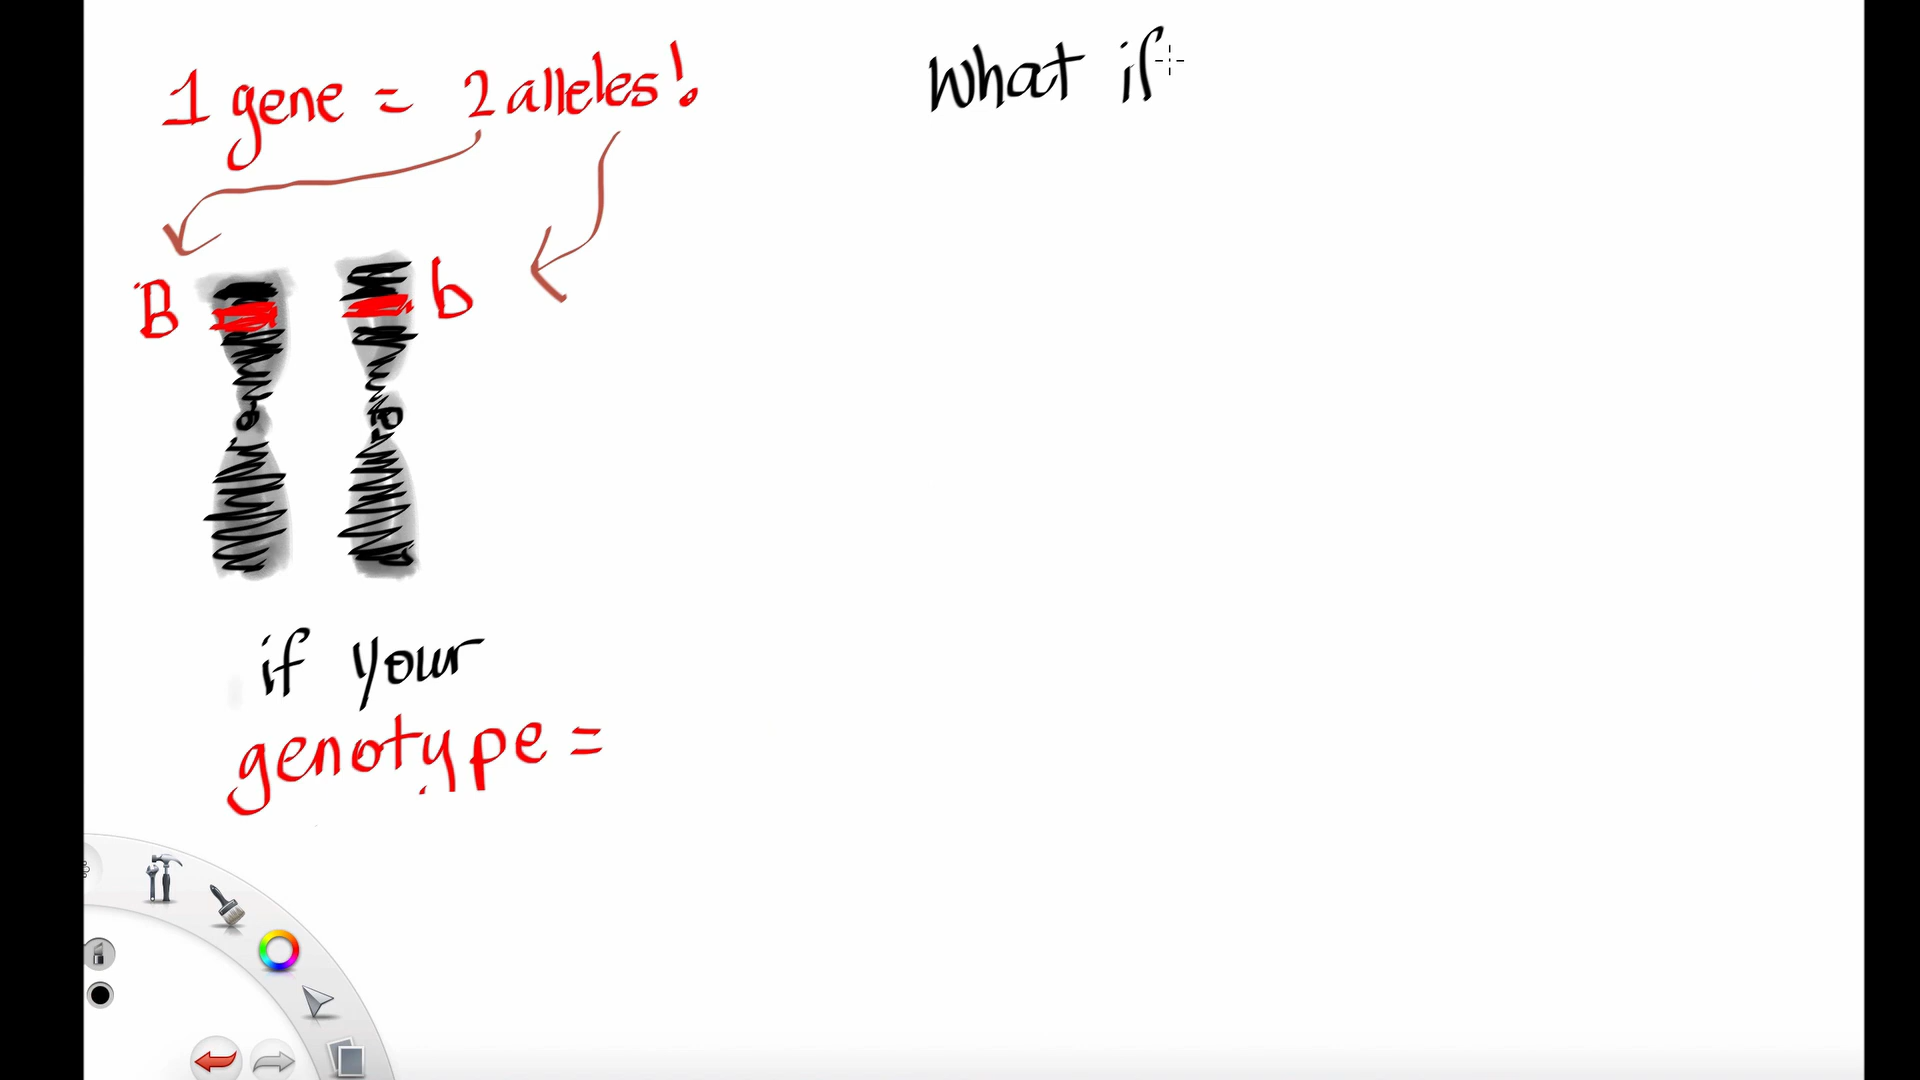 1 gene = 2 alleles!
B b
if your
genotype =
What if